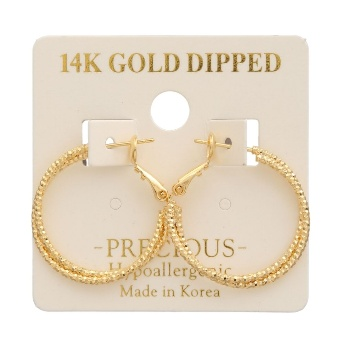 14K GOLD DIPPED
-PRECIOUS-
Hypoallergenic
Made in Korea